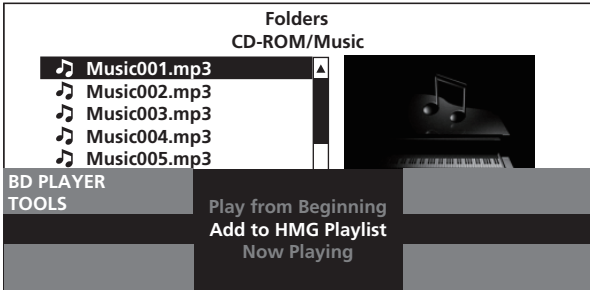 Folders
CD-ROM/Music
Music001.mp3
Music002.mp3
Music003.mp3
Music004.mp3
Music005.mp3
BD PLAYER
TOOLS
Play from Beginning
Add to HMG Playlist
Now Playing